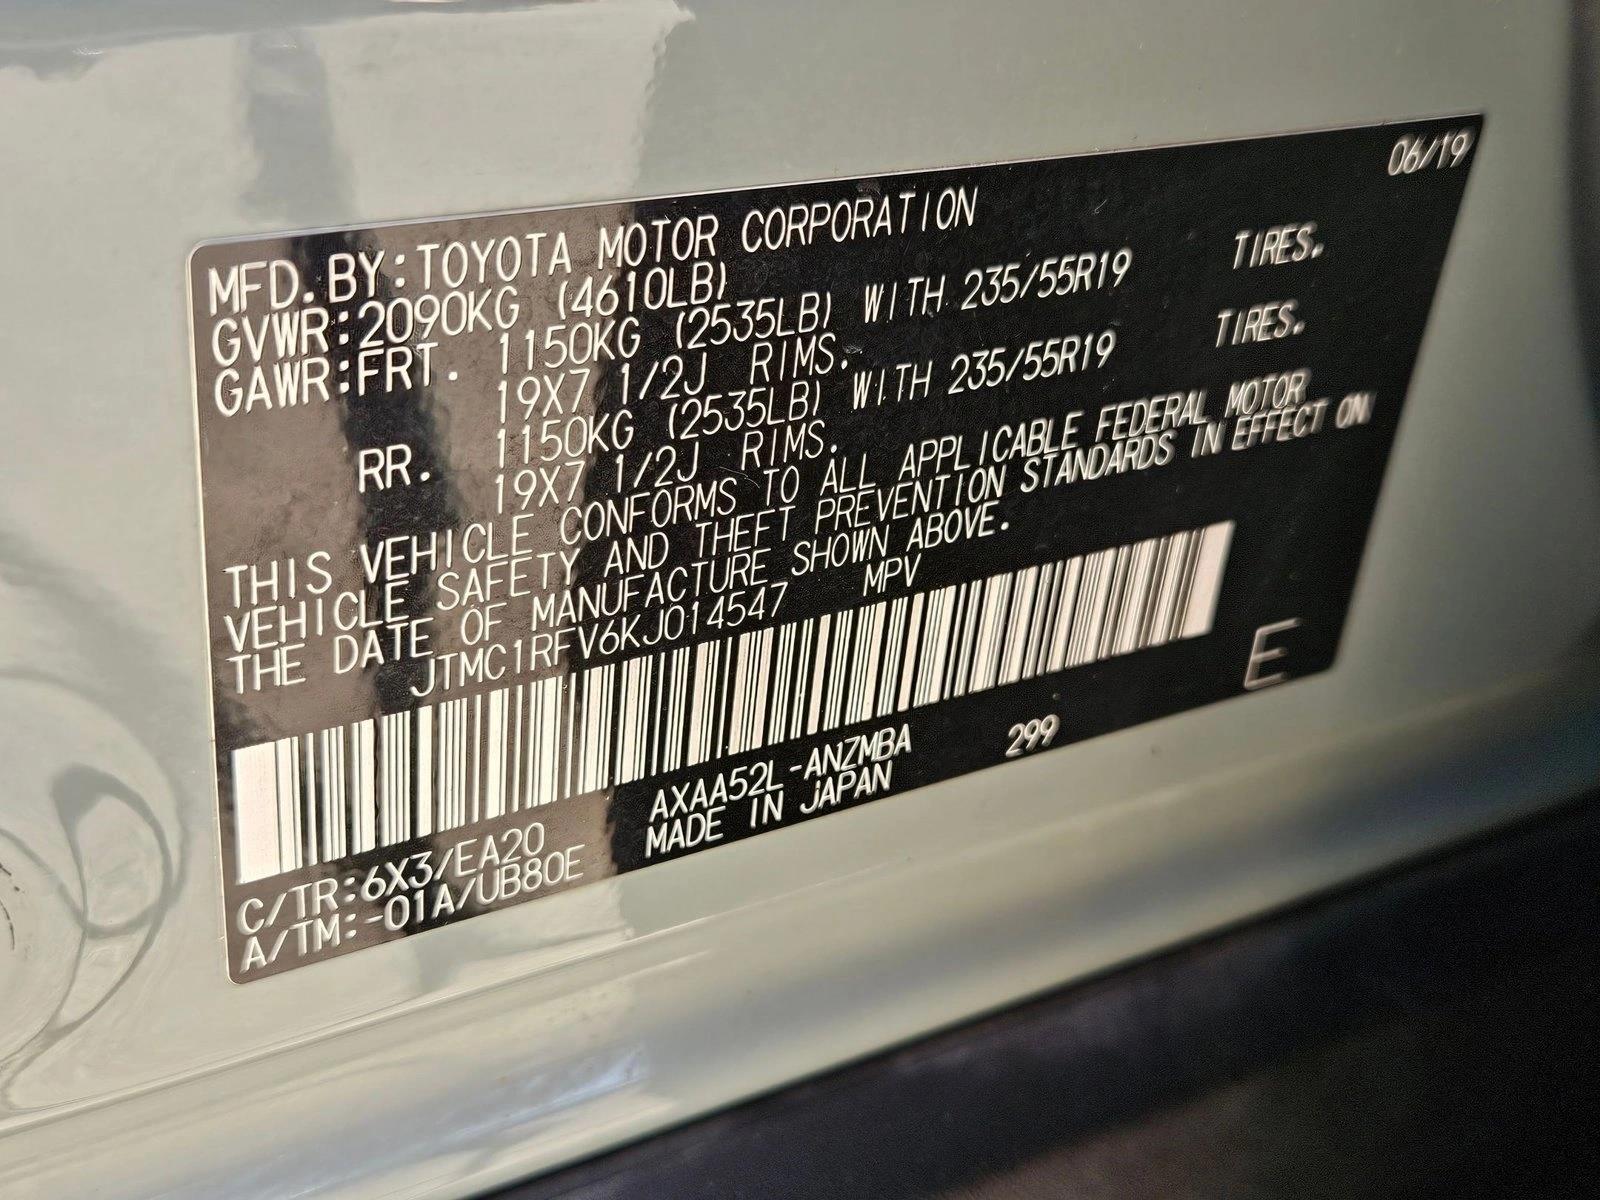 06/19
MFD.BY:TOYOTA MOTOR CORPORATION
GVWR:2090KG (4610LB)
GAWR:FRT. 1150KG (2535LB) WITH 235/55R19 TIRES.
19X7 1/2J RIMS.
RR. 1150KG (2535LB) WITH 235/55R19 TIRES.
19X7 1/2J RIMS.
THIS VEHICLE CONFORMS TO ALL APPLICABLE FEDERAL MOTOR
VEHICLE SAFETY AND THEFT PREVENTION STANDARDS IN EFFECT ON
THE DATE OF MANUFACTURE SHOWN ABOVE.
JTMC1RFV6KJ014547 MPV
E
AXAA52L-ANZMBA 299
C/TR:6X3/EA20 MADE IN JAPAN
A/TM:-01A/UB80E